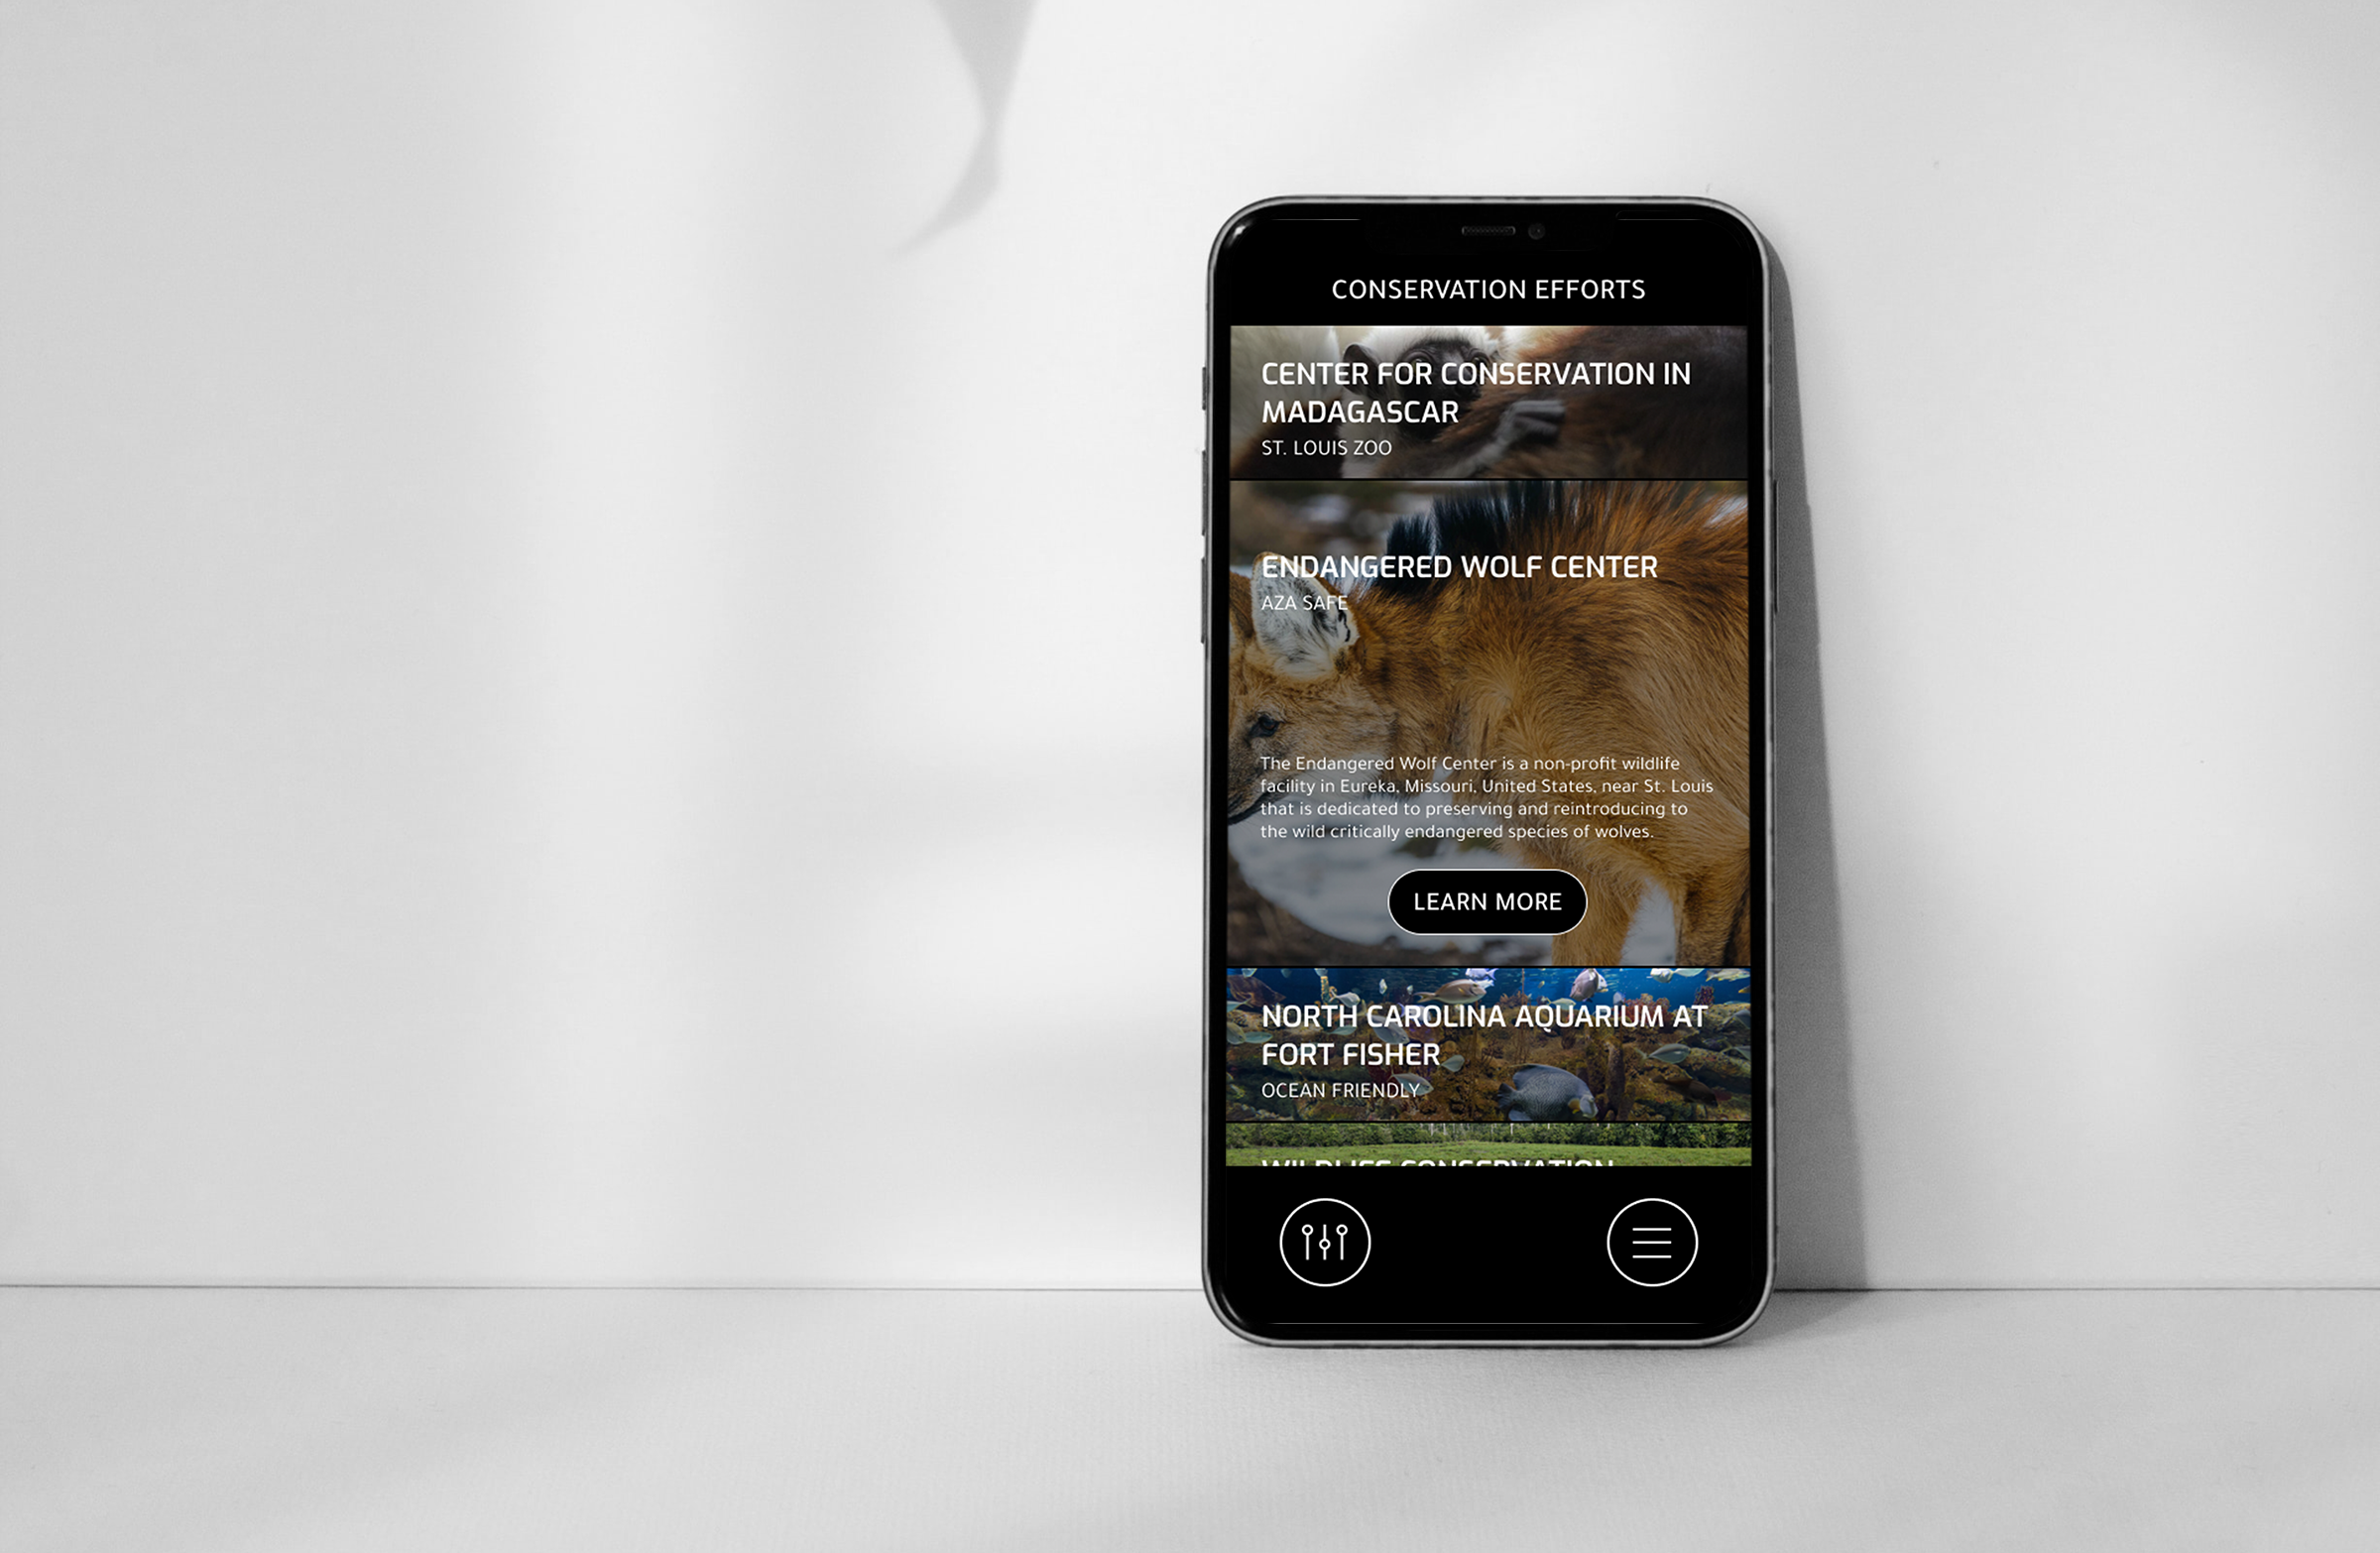 CONSERVATION EFFORTS
CENTER FOR CONSERVATION IN
MADAGASCAR
ST. LOUIS ZOO
ENDANGERED WOLF CENTER
AZA SAFE
The Endangered Wolf Center is a non-profit wildlife
facility in Eureka, Missouri, United States, near St. Louis
that is dedicated to preserving and reintroducing to
the wild critically endangered species of wolves.
LEARN MORE
NORTH CAROLINA AQUARIUM AT
FORT FISHER
OCEAN FRIENDLY
WILDLIFE CONSERVATION